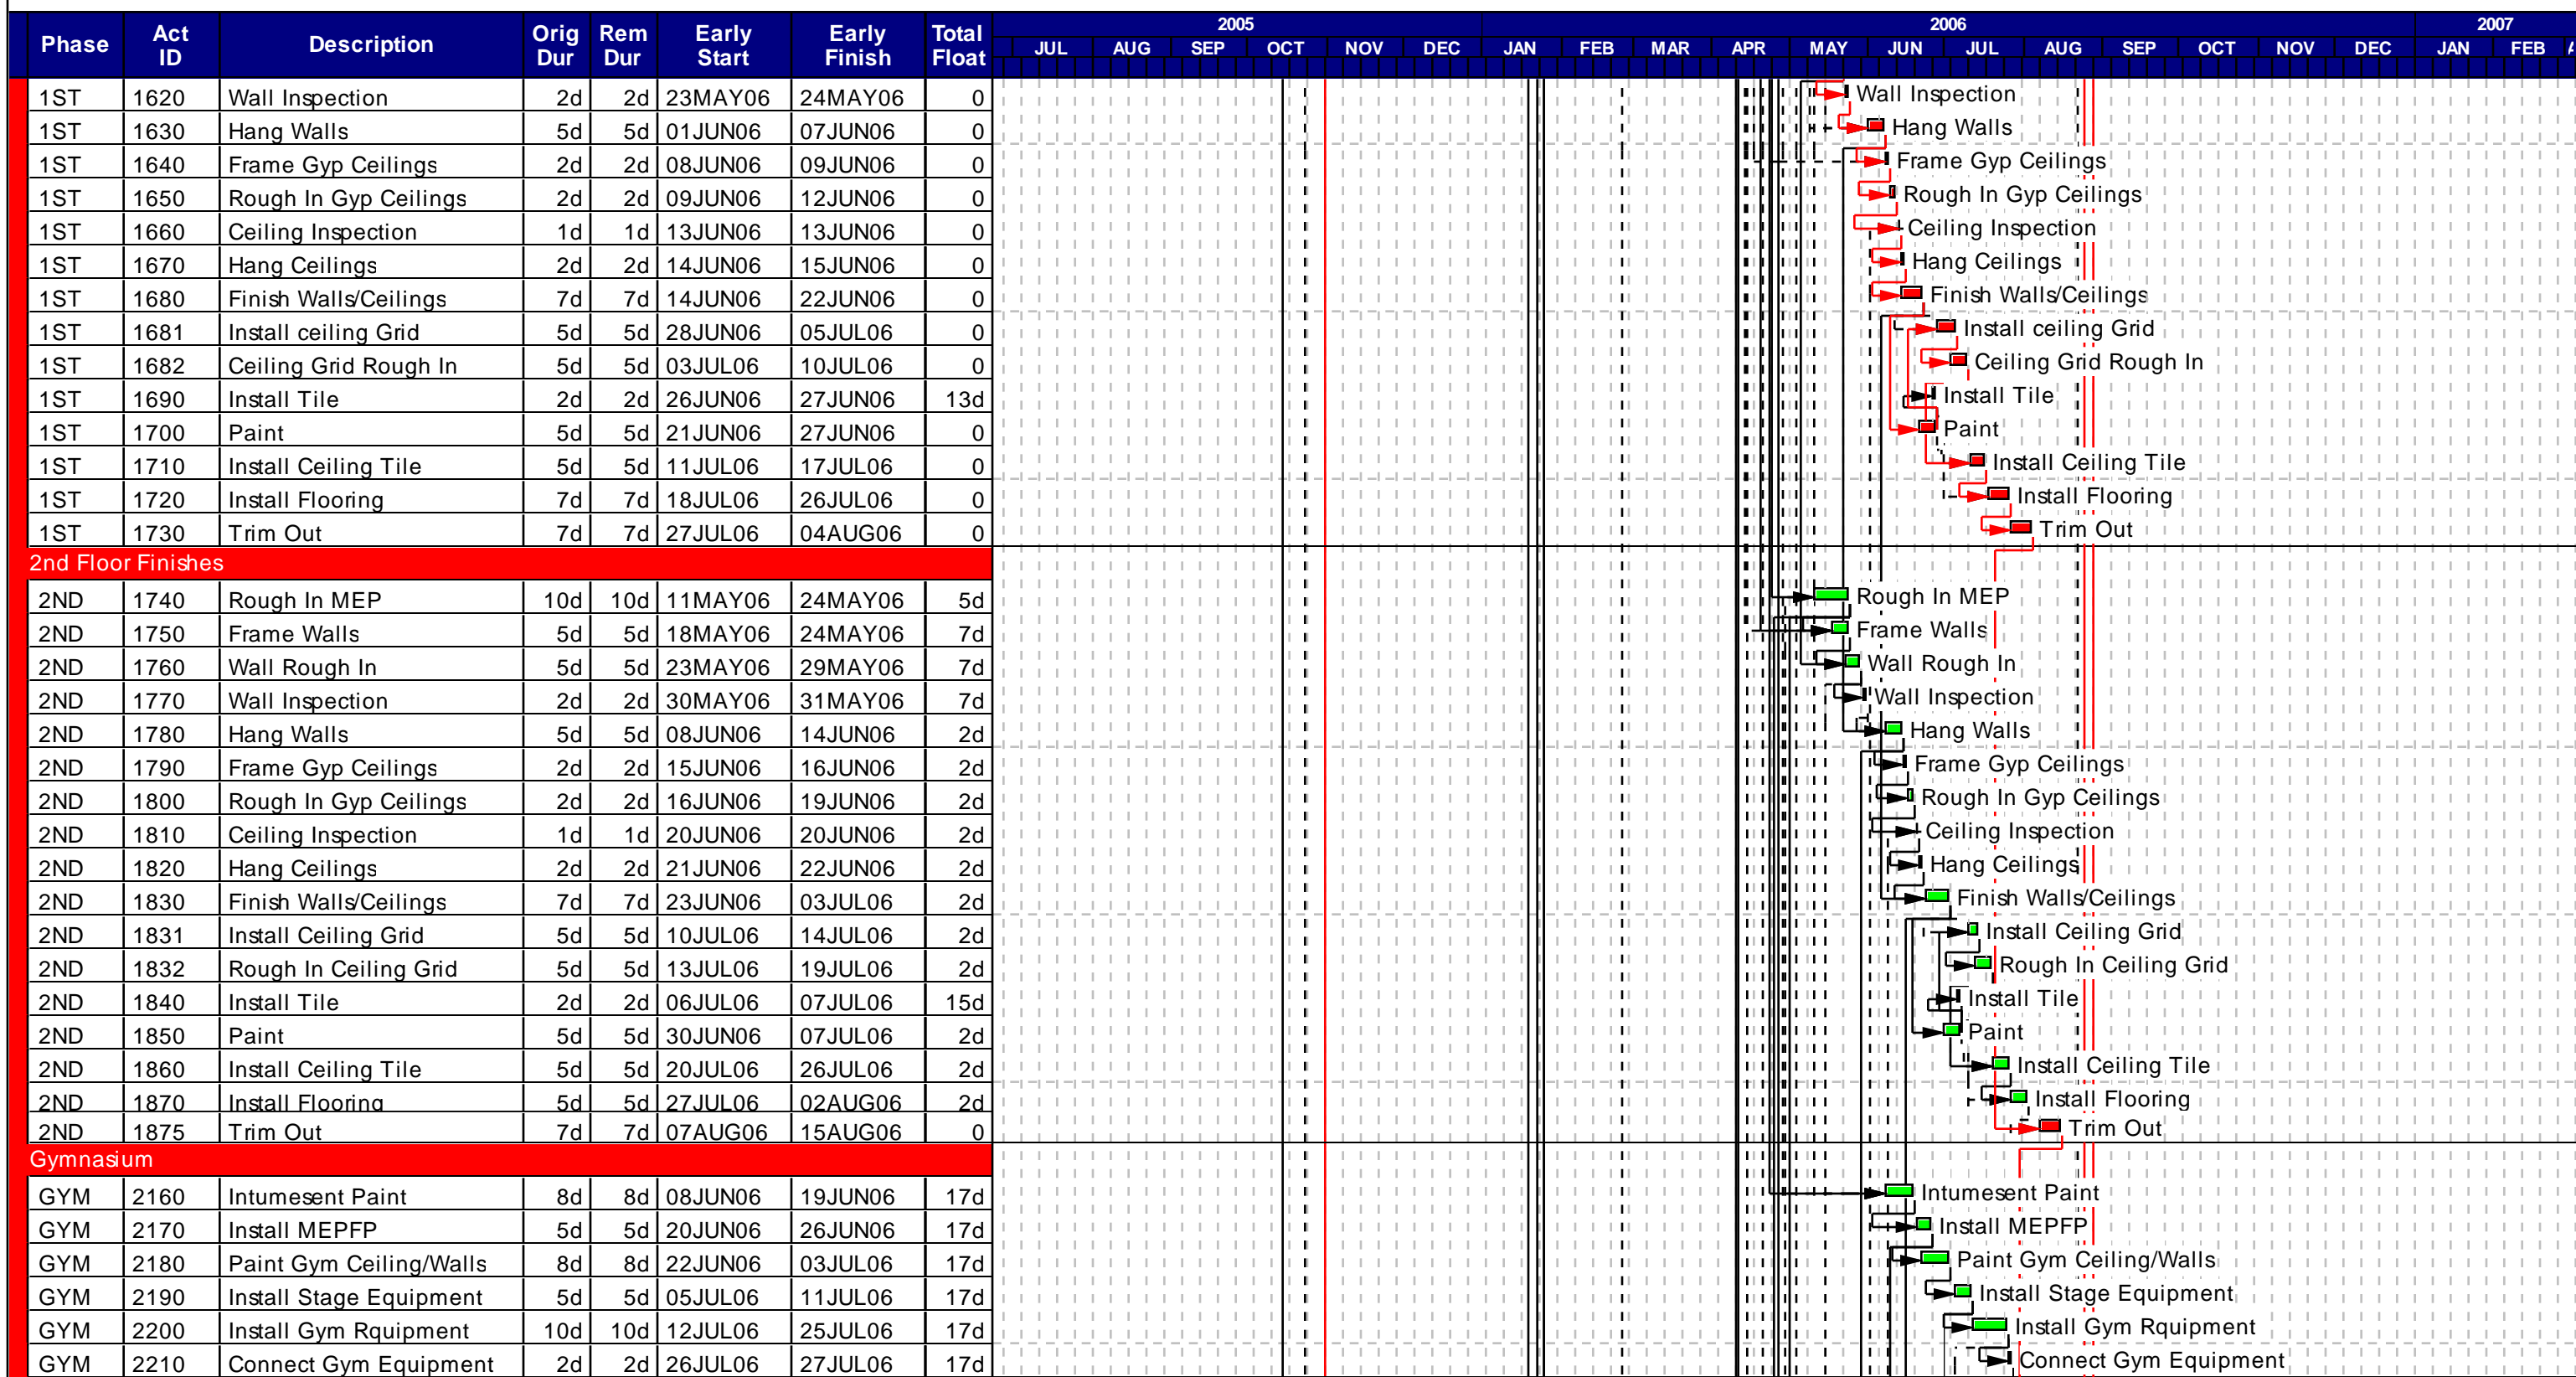 2005 2006 2007
Phase Act ID Description Orig Dur Rem Dur Early Start Early Finish Total Float JUL AUG SEP OCT NOV DEC JAN FEB MAR APR MAY JUN JUL AUG SEP OCT NOV DEC JAN FEB
1ST 1620 Wall Inspection 2d 2d 23MAY06 24MAY06 0 Wall Inspection
1ST 1630 Hang Walls 5d 5d 01JUN06 07JUN06 0 Hang Walls
1ST 1640 Frame Gyp Ceilings 2d 2d 08JUN06 09JUN06 0 Frame Gyp Ceilings
1ST 1650 Rough In Gyp Ceilings 2d 2d 09JUN06 12JUN06 0 Rough In Gyp Ceilings
1ST 1660 Ceiling Inspection 1d 1d 13JUN06 13JUN06 0 Ceiling Inspection
1ST 1670 Hang Ceilings 2d 2d 14JUN06 15JUN06 0 Hang Ceilings
1ST 1680 Finish Walls/Ceilings 7d 7d 14JUN06 22JUN06 0 Finish Walls/Ceilings
1ST 1681 Install ceiling Grid 5d 5d 28JUN06 05JUL06 0 Install ceiling Grid
1ST 1682 Ceiling Grid Rough In 5d 5d 03JUL06 10JUL06 0 Ceiling Grid Rough In
1ST 1690 Install Tile 2d 2d 26JUN06 27JUN06 13d Install Tile
1ST 1700 Paint 5d 5d 21JUN06 27JUN06 0 Paint
1ST 1710 Install Ceiling Tile 5d 5d 11JUL06 17JUL06 0 Install Ceiling Tile
1ST 1720 Install Flooring 7d 7d 18JUL06 26JUL06 0 Install Flooring
1ST 1730 Trim Out 7d 7d 27JUL06 04AUG06 0 Trim Out
2nd Floor Finishes
2ND 1740 Rough In MEP 10d 10d 11MAY06 24MAY06 5d Rough In MEP
2ND 1750 Frame Walls 5d 5d 18MAY06 24MAY06 7d Frame Walls
2ND 1760 Wall Rough In 5d 5d 23MAY06 29MAY06 7d Wall Rough In
2ND 1770 Wall Inspection 2d 2d 30MAY06 31MAY06 7d Wall Inspection
2ND 1780 Hang Walls 5d 5d 08JUN06 14JUN06 2d Hang Walls
2ND 1790 Frame Gyp Ceilings 2d 2d 15JUN06 16JUN06 2d Frame Gyp Ceilings
2ND 1800 Rough In Gyp Ceilings 2d 2d 16JUN06 19JUN06 2d Rough In Gyp Ceilings
2ND 1810 Ceiling Inspection 1d 1d 20JUN06 20JUN06 2d Ceiling Inspection
2ND 1820 Hang Ceilings 2d 2d 21JUN06 22JUN06 2d Hang Ceilings
2ND 1830 Finish Walls/Ceilings 7d 7d 23JUN06 03JUL06 2d Finish Walls/Ceilings
2ND 1831 Install Ceiling Grid 5d 5d 10JUL06 14JUL06 2d Install Ceiling Grid
2ND 1832 Rough In Ceiling Grid 5d 5d 13JUL06 19JUL06 2d Rough In Ceiling Grid
2ND 1840 Install Tile 2d 2d 06JUL06 07JUL06 15d Install Tile
2ND 1850 Paint 5d 5d 30JUN06 07JUL06 2d Paint
2ND 1860 Install Ceiling Tile 5d 5d 20JUL06 26JUL06 2d Install Ceiling Tile
2ND 1870 Install Flooring 5d 5d 27JUL06 02AUG06 2d Install Flooring
2ND 1875 Trim Out 7d 7d 07AUG06 15AUG06 0 Trim Out
Gymnasium
GYM 2160 Intumesent Paint 8d 8d 08JUN06 19JUN06 17d Intumesent Paint
GYM 2170 Install MEPFP 5d 5d 20JUN06 26JUN06 17d Install MEPFP
GYM 2180 Paint Gym Ceiling/Walls 8d 8d 22JUN06 03JUL06 17d Paint Gym Ceiling/Walls
GYM 2190 Install Stage Equipment 5d 5d 05JUL06 11JUL06 17d Install Stage Equipment
GYM 2200 Install Gym Rquipment 10d 10d 12JUL06 25JUL06 17d Install Gym Rquipment
GYM 2210 Connect Gym Equipment 2d 2d 26JUL06 27JUL06 17d Connect Gym Equipment